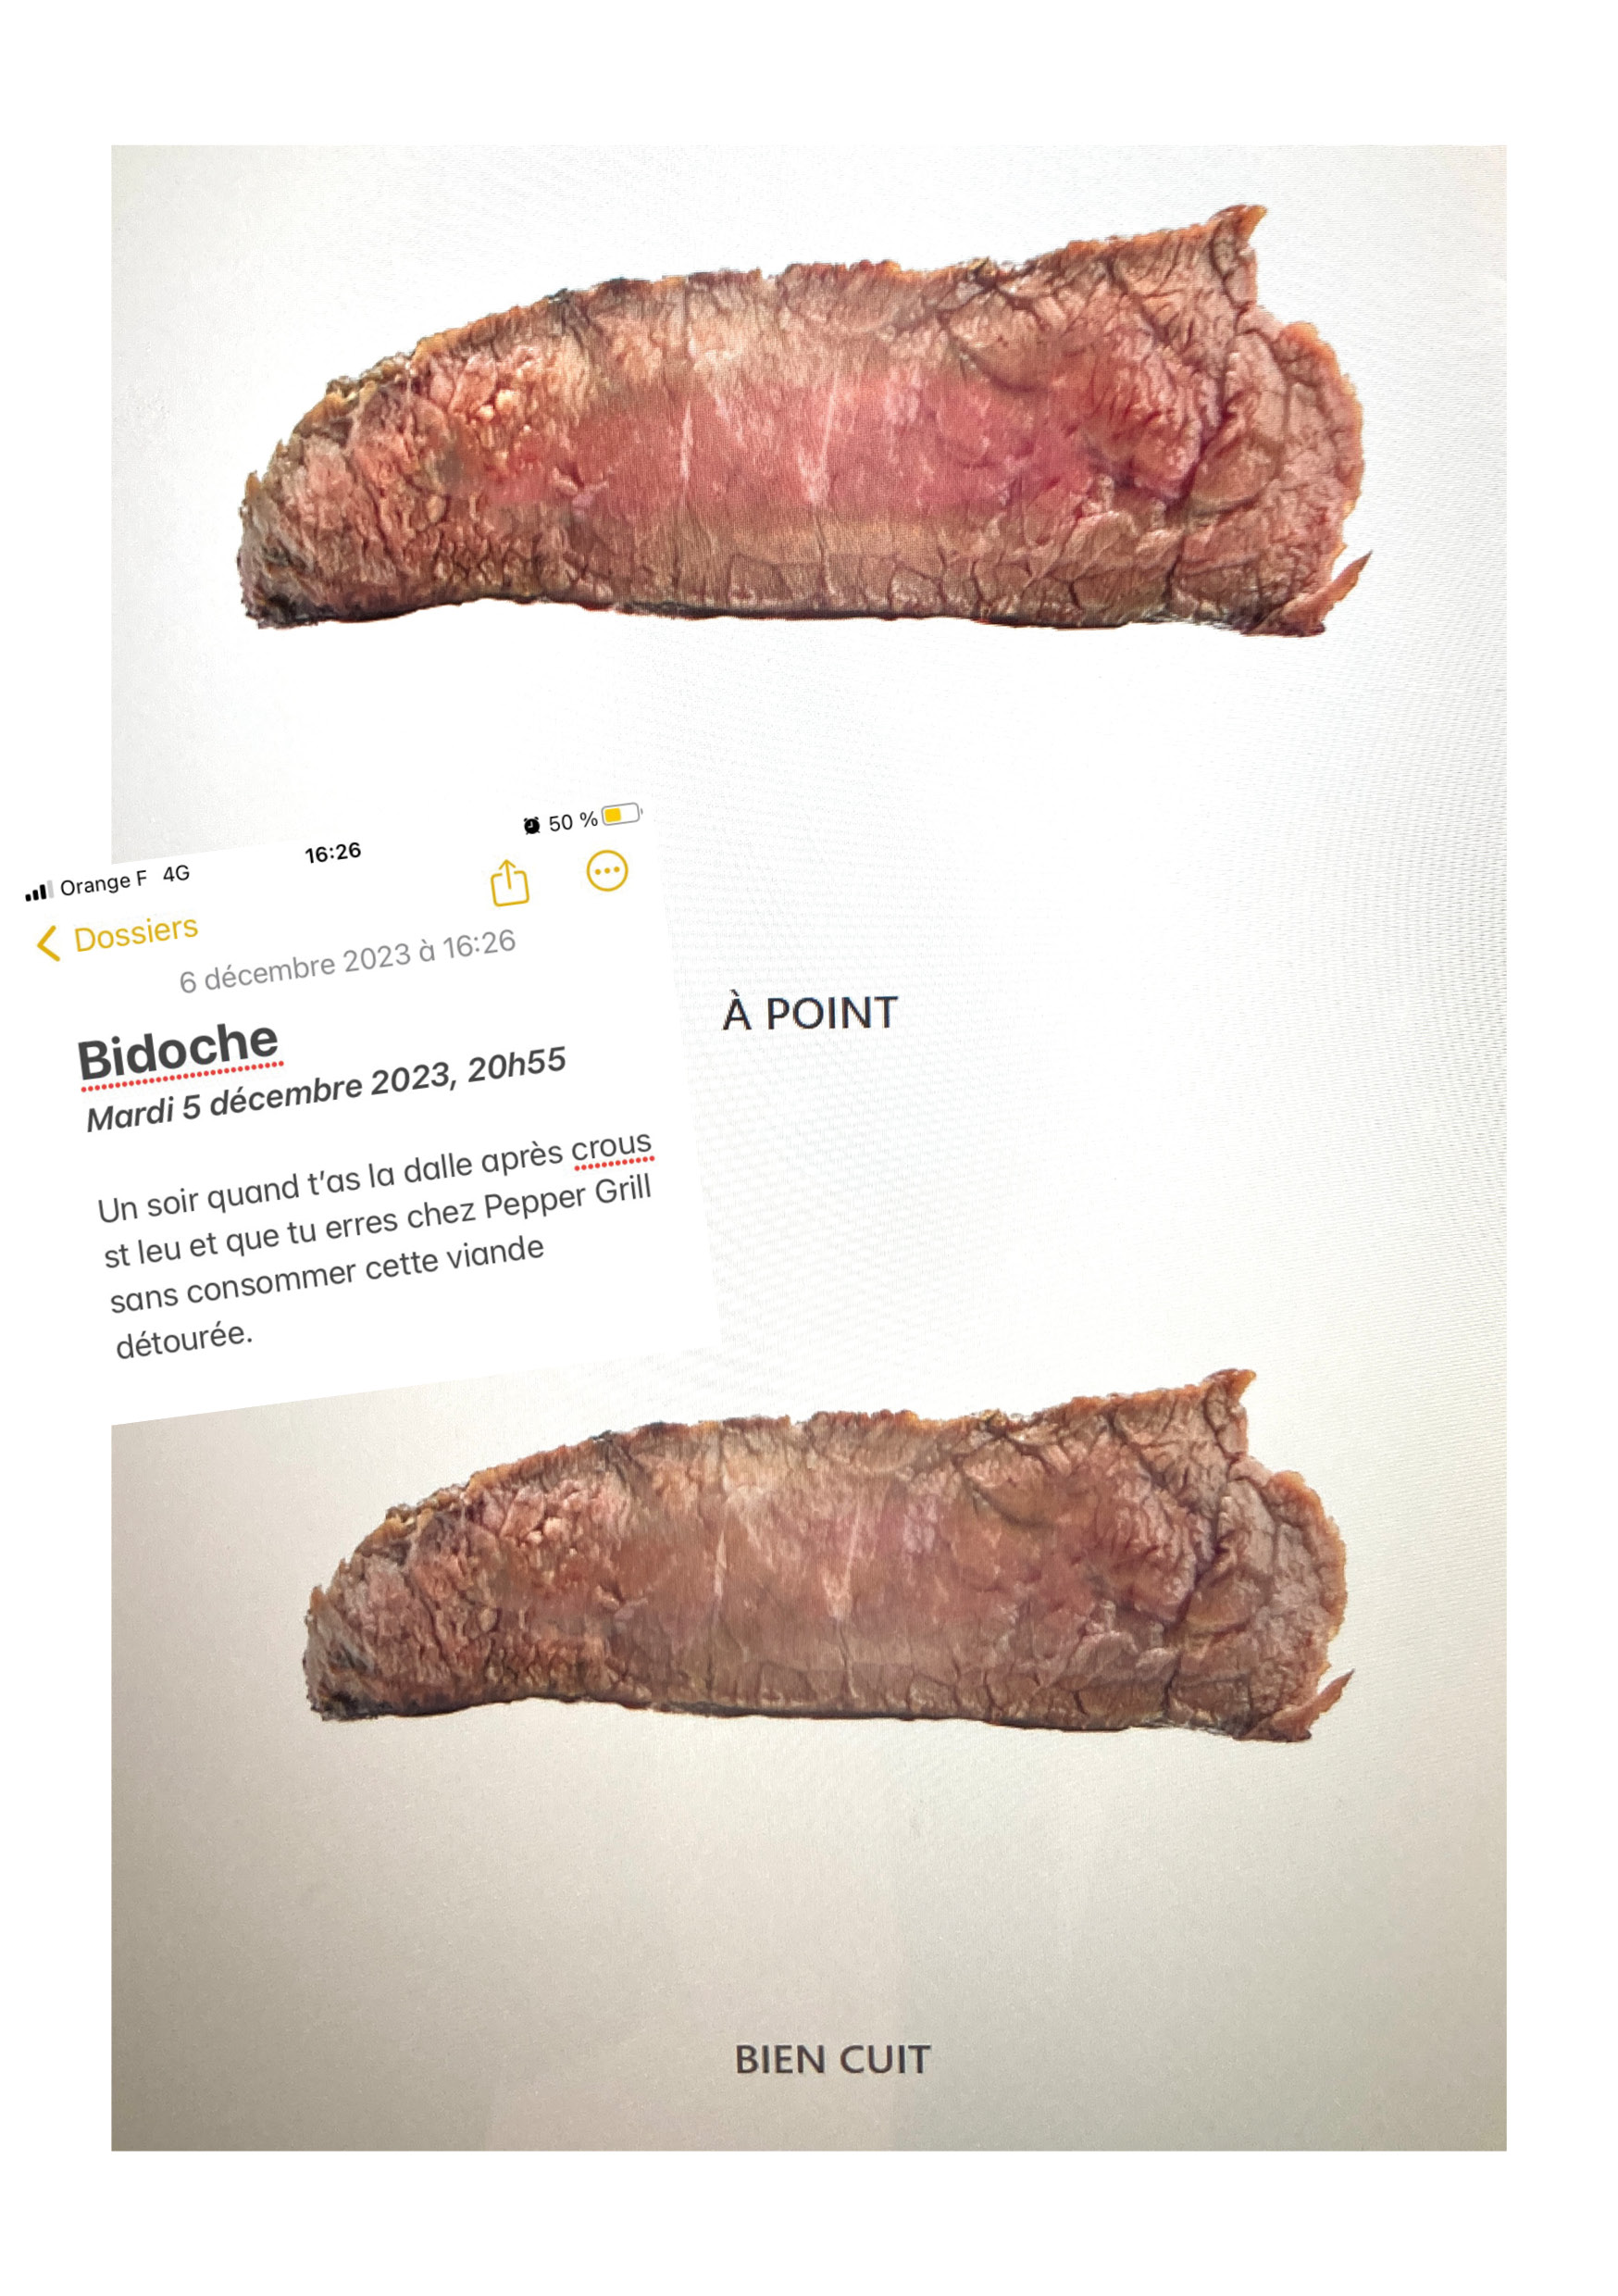 Orange F 4G 16:26 50 %
Dossiers
6 décembre 2023 à 16:26
Bidoche
Mardi 5 décembre 2023, 20h55
Un soir quand t'as la dalle après crous
st leu et que tu erres chez Pepper Grill
sans consommer cette viande
détourée.
À POINT
BIEN CUIT